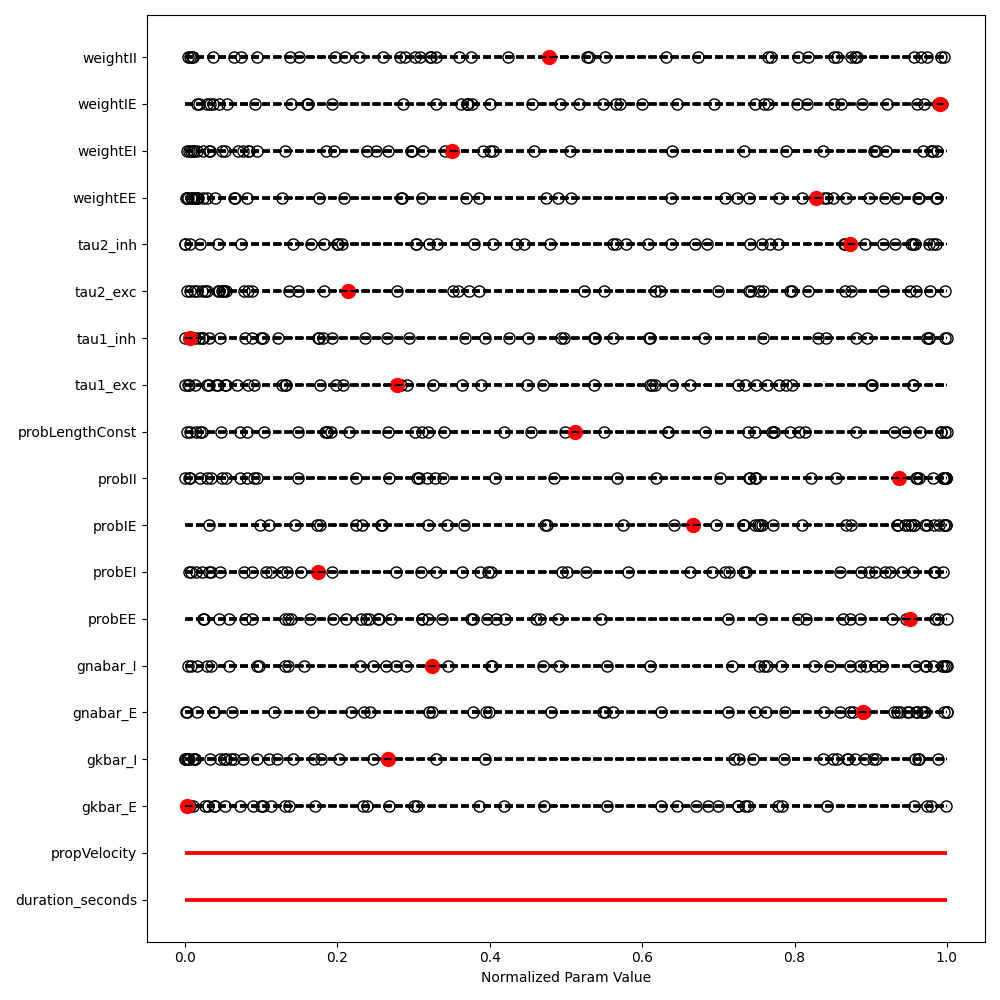 weightII
weightIE
weightEI
weightEE
tau2_inh
tau2_exc
tau1_inh
tau1_exc
probLengthConst
probII
probIE
probEI
probEE
gnabar_I
gnabar_E
gkbar_I
gkbar_E
propVelocity
duration_seconds
0.0 0.2 0.4 0.6 0.8 1.0
Normalized Param Value